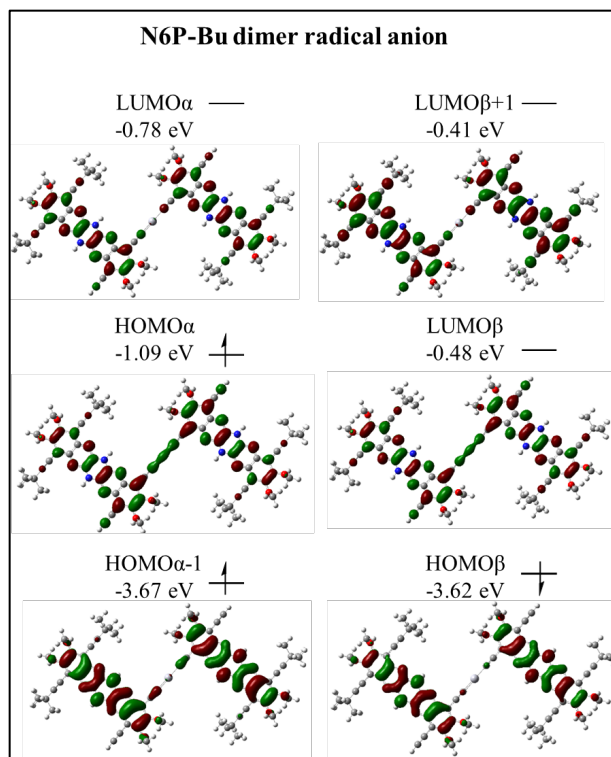 N6P-Bu dimer radical anion
LUMOα
-0.78 eV
LUMOβ+1
-0.41 eV
HOMOα
-1.09 eV
LUMOβ
-0.48 eV
HOMOα-1
-3.67 eV
HOMOβ
-3.62 eV